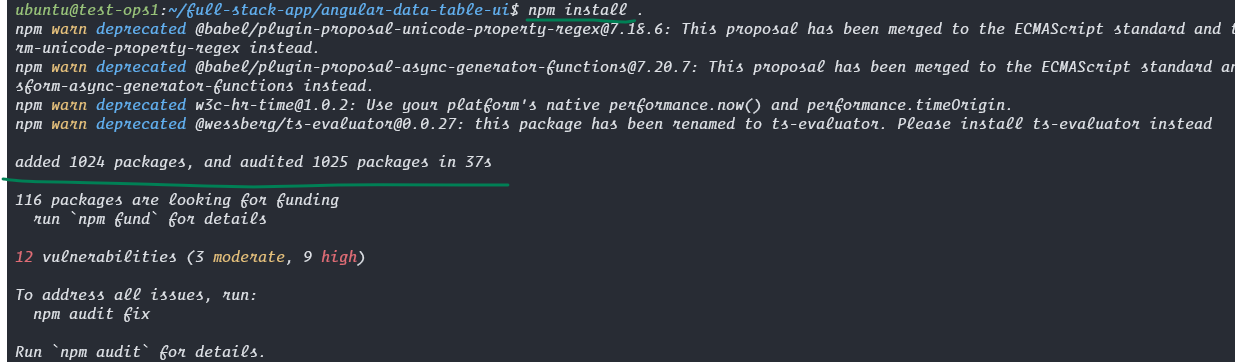 ubuntu@test-ops1:~/full-stack-app/angular-data-table-ui$ npm install .
npm warn deprecated @babel/plugin-proposal-unicode-property-regex@7.18.6: This proposal has been merged to the ECMAScript standard and
rm-unicode-property-regex instead.
npm warn deprecated @babel/plugin-proposal-async-generator-functions@7.20.7: This proposal has been merged to the ECMAScript standard
sform-async-generator-functions instead.
npm warn deprecated w3c-hr-time@1.0.2: Use your platform's native performance.now() and performance.timeOrigin.
npm warn deprecated @wessberg/ts-evaluator@0.0.27: this package has been renamed to ts-evaluator. Please install ts-evaluator instead
added 1024 packages, and audited 1025 packages in 37s
116 packages are looking for funding
run `npm fund` for details
12 vulnerabilities (3 moderate, 9 high)
To address all issues, run:
npm audit fix
Run `npm audit` for details.